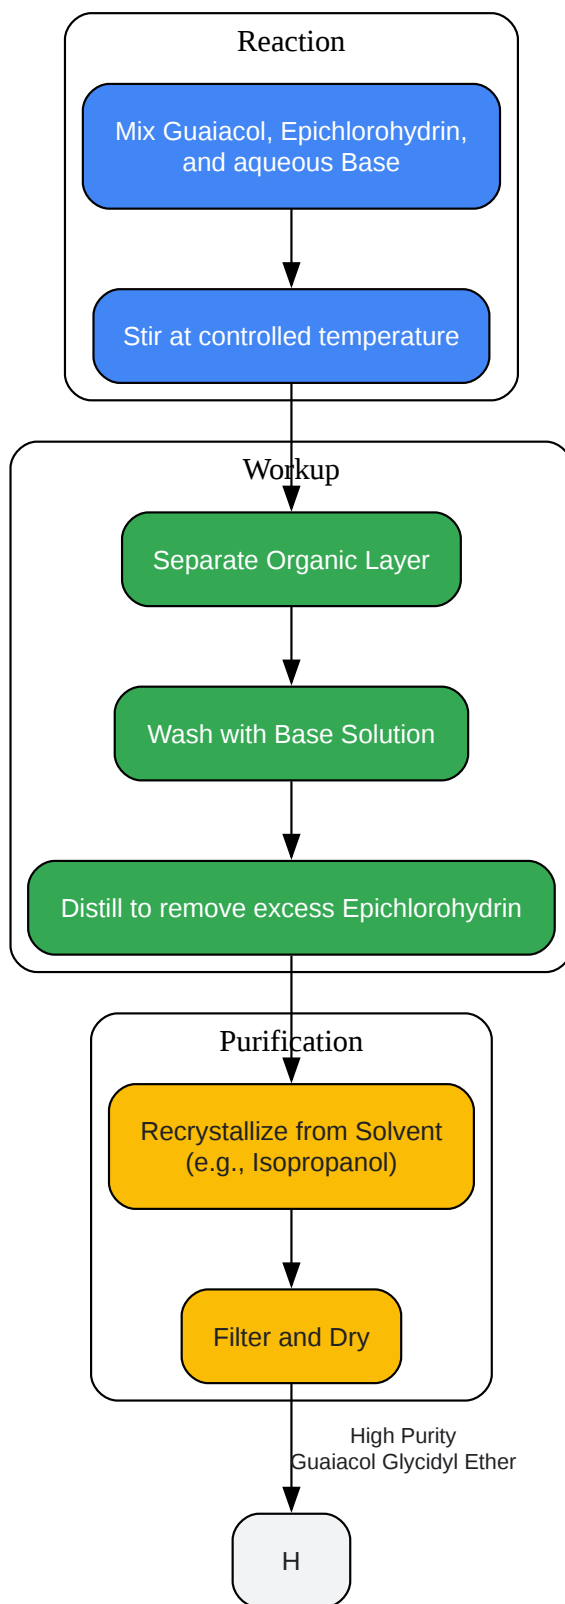 Reaction
Mix Guaiacol, Epichlorohydrin,
and aqueous Base
Stir at controlled temperature
Workup
Separate Organic Layer
Wash with Base Solution
Distill to remove excess Epichlorohydrin
Purification
Recrystallize from Solvent
(e.g., Isopropanol)
Filter and Dry
High Purity
Guaiacol Glycidyl Ether
H